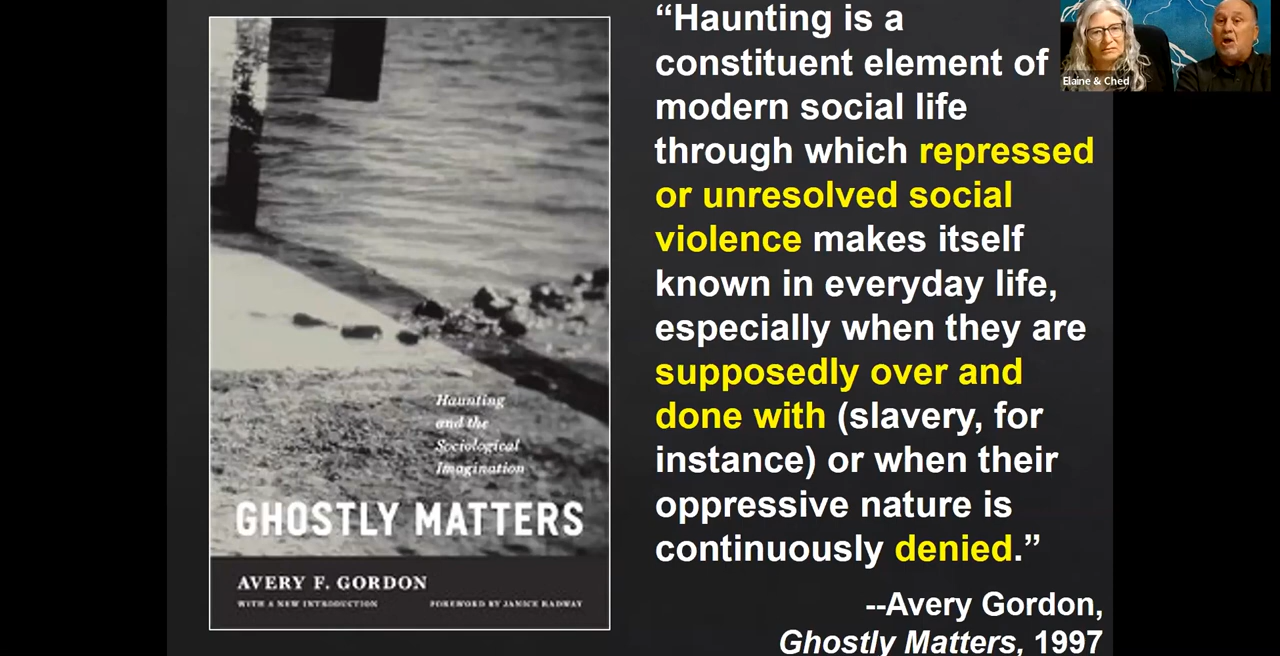 Haunting
and the
Sociological
Imagination
GHOSTLY MATTERS
AVERY F. GORDON
WITH A NEW INTRODUCTION
FOREWORD BY JANICE RADWAY
“Haunting is a
constituent element of
modern social life
through which repressed
or unresolved social
violence makes itself
known in everyday life,
especially when they are
supposedly over and
done with (slavery, for
instance) or when their
oppressive nature is
continuously denied.”
--Avery Gordon,
Ghostly Matters, 1997
Elaine & Ched